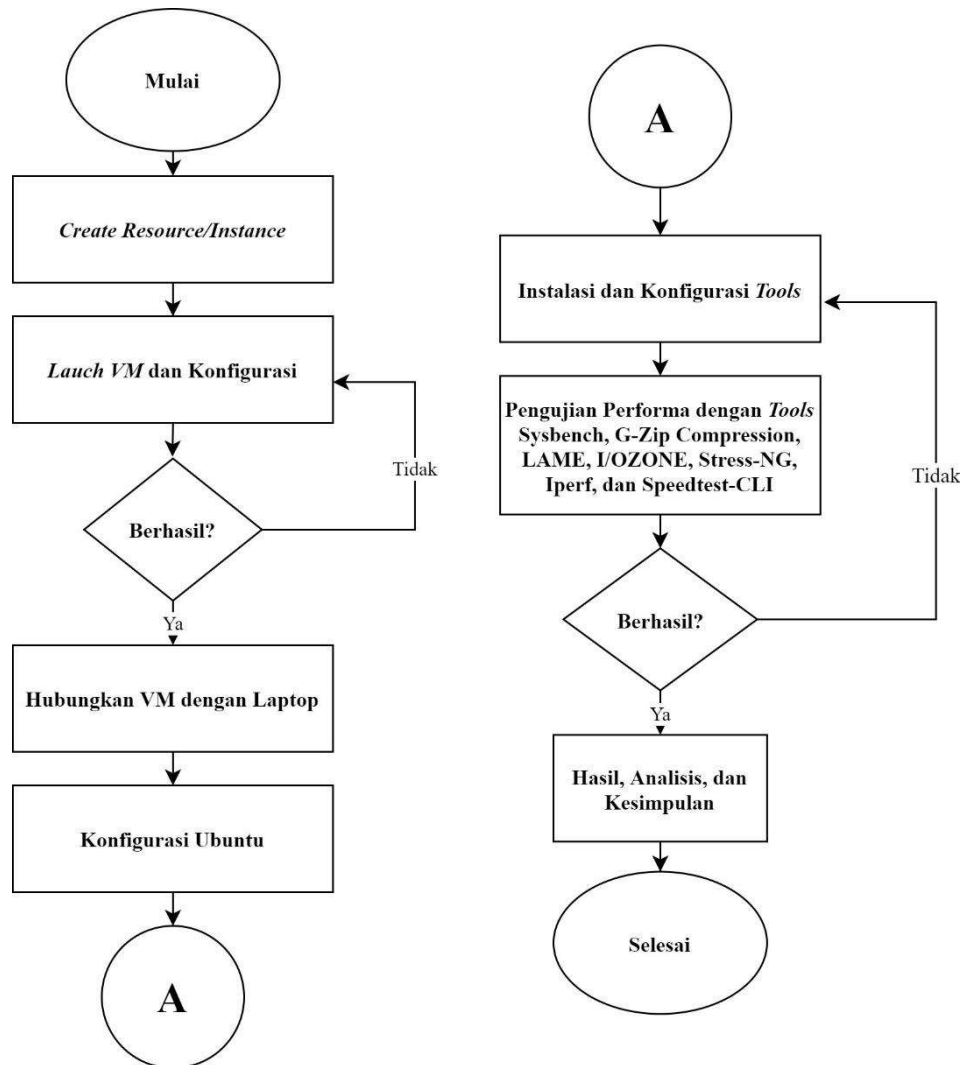 Mulai
Create Resource/Instance
Lauch VM dan Konfigurasi
Tidak
Berhasil?
Ya
Hubungkan VM dengan Laptop
Konfigurasi Ubuntu
A
A
Instalasi dan Konfigurasi Tools
Pengujian Performa dengan Tools
Sysbench, G-Zip Compression,
LAME, I/OZONE, Stress-NG,
Iperf, dan Speedtest-CLI
Tidak
Berhasil?
Ya
Hasil, Analisis, dan
Kesimpulan
Selesai